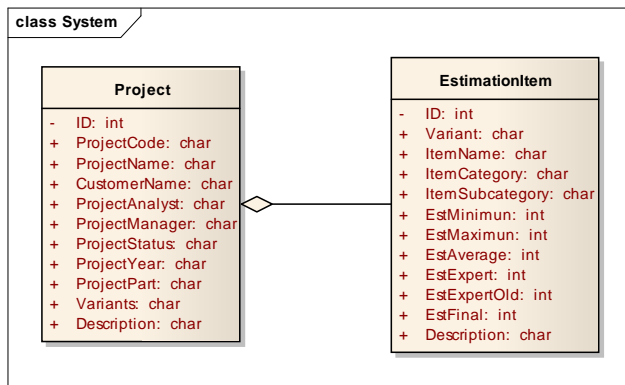 class System
Project
- ID: int
+ ProjectCode: char
+ ProjectName: char
+ CustomerName: char
+ ProjectAnalyst: char
+ ProjectManager: char
+ ProjectStatus: char
+ ProjectYear: char
+ ProjectPart: char
+ Variants: char
+ Description: char
EstimationItem
- ID: int
+ Variant: char
+ ItemName: char
+ ItemCategory: char
+ ItemSubcategory: char
+ EstMinimun: int
+ EstMaximun: int
+ EstAverage: int
+ EstExpert: int
+ EstExpertOld: int
+ EstFinal: int
+ Description: char